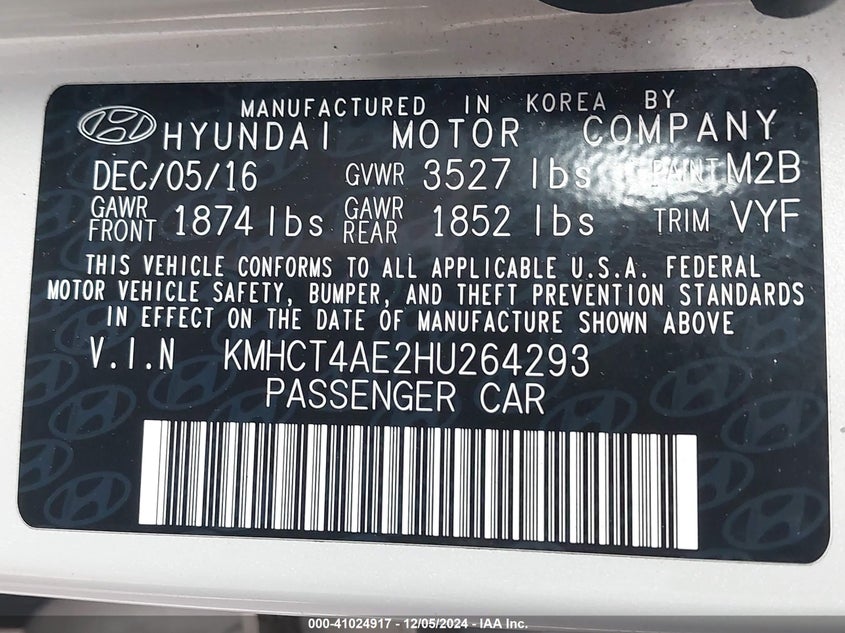 MANUFACTURED IN KOREA BY
HYUNDAI MOTOR COMPANY
DEC/05/16 GVWR 3527 lbs PAINT M2B
GAWR FRONT 1874 lbs GAWR REAR 1852 lbs TRIM VYF
THIS VEHICLE CONFORMS TO ALL APPLICABLE U.S.A. FEDERAL
MOTOR VEHICLE SAFETY, BUMPER, AND THEFT PREVENTION STANDARDS
IN EFFECT ON THE DATE OF MANUFACTURE SHOWN ABOVE
V.I.N KMHCT4AE2HU264293
PASSENGER CAR
000-41024917 - 12/05/2024 - IAA Inc.